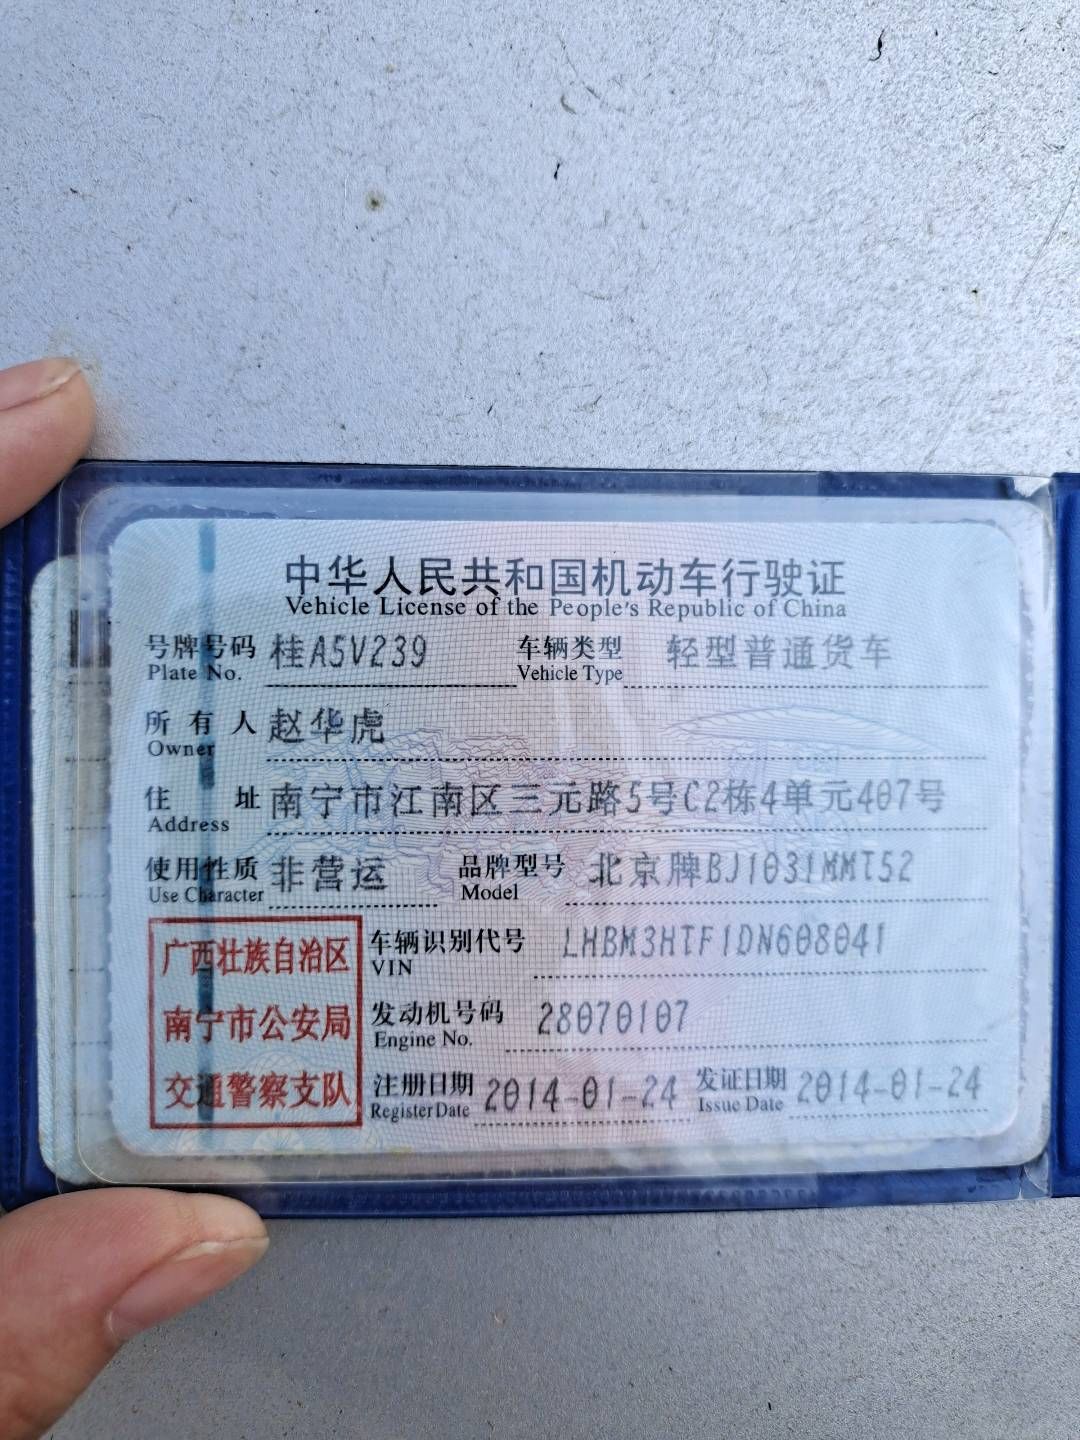 中华人民共和国机动车行驶证
Vehicle License of the People's Republic of China
号牌号码 桂A5V239 车辆类型 轻型普通货车
Plate No. Vehicle Type
所有人 赵华虎
Owner
住址 南宁市江南区三元路5号C2栋4单元407号
Address
使用性质 非营运 品牌型号 北京牌BJ1031MMT52
Use Character Model
广西壮族自治区
南宁市公安局
交通警察支队
车辆识别代号 LHBM3HTF1DN608041
VIN
发动机号码 28070107
Engine No.
注册日期 2014-01-24 发证日期 2014-01-24
Register Date Issue Date